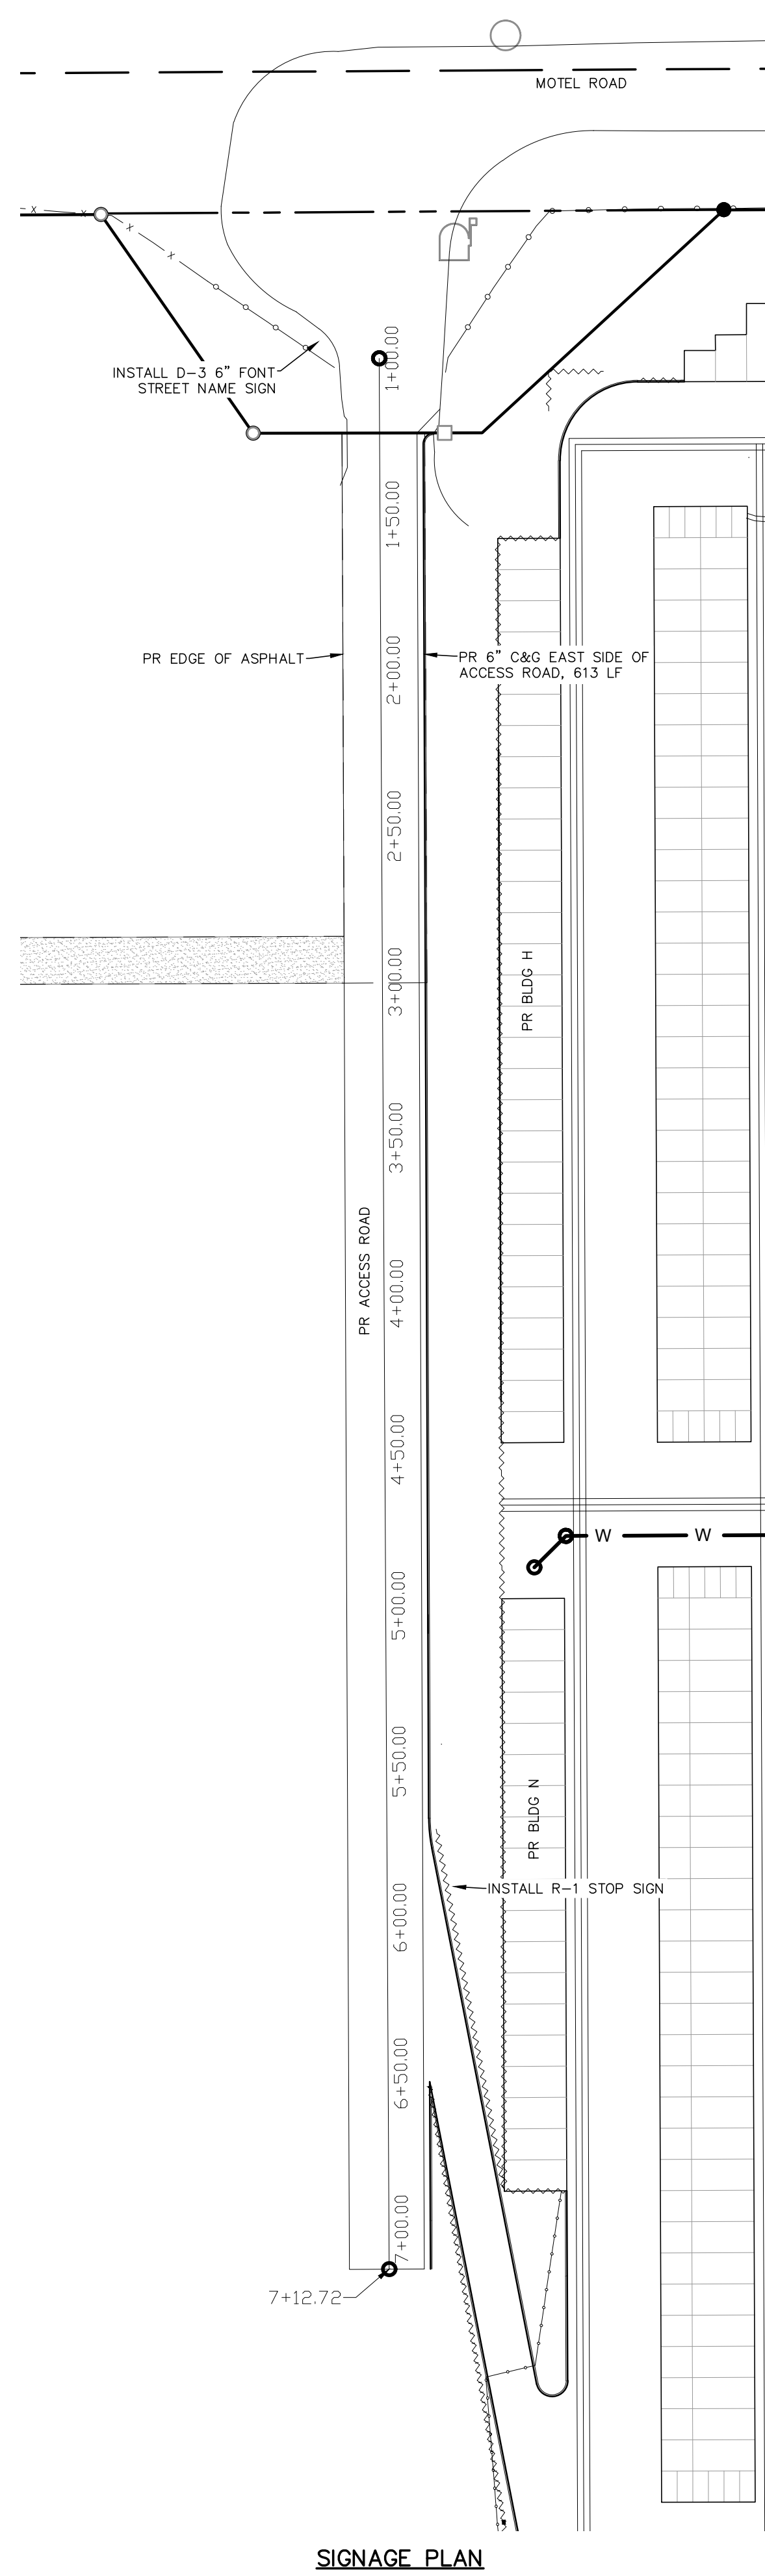 MOTEL ROAD
INSTALL D-3 6" FONT
STREET NAME SIGN
1+00.00
1+50.00
PR EDGE OF ASPHALT
PR 6" C&G EAST SIDE OF
ACCESS ROAD, 613 LF
2+00.00
2+50.00
PR BLDG H
3+00.00
3+50.00
PR ACCESS ROAD
4+00.00
4+50.00
W W
5+00.00
5+50.00
PR BLDG N
INSTALL R-1 STOP SIGN
6+00.00
6+50.00
7+00.00
7+12.72
SIGNAGE PLAN